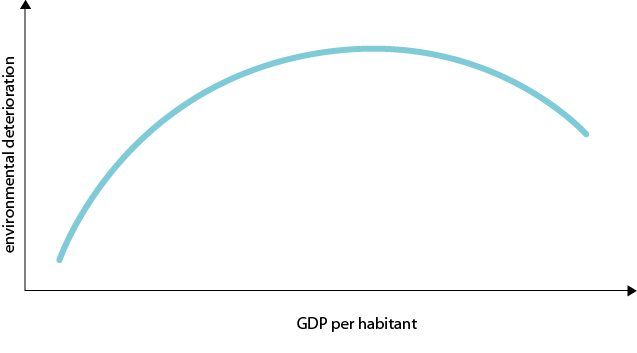 environmental deterioration
GDP per habitant